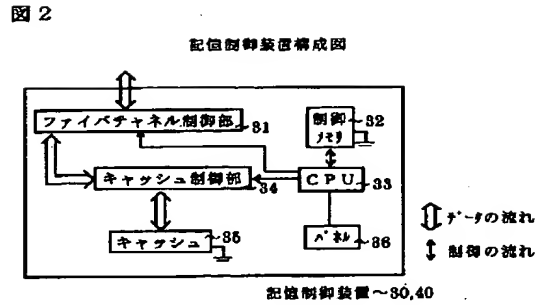 図2
記憶制御装置構成図
ファイバチャネル制御部
31
制御
メモリ
32
キャッシュ制御部
34
CPU
33
キャッシュ
35
パネル
36
データの流れ
制御の流れ
記憶制御装置~30,40